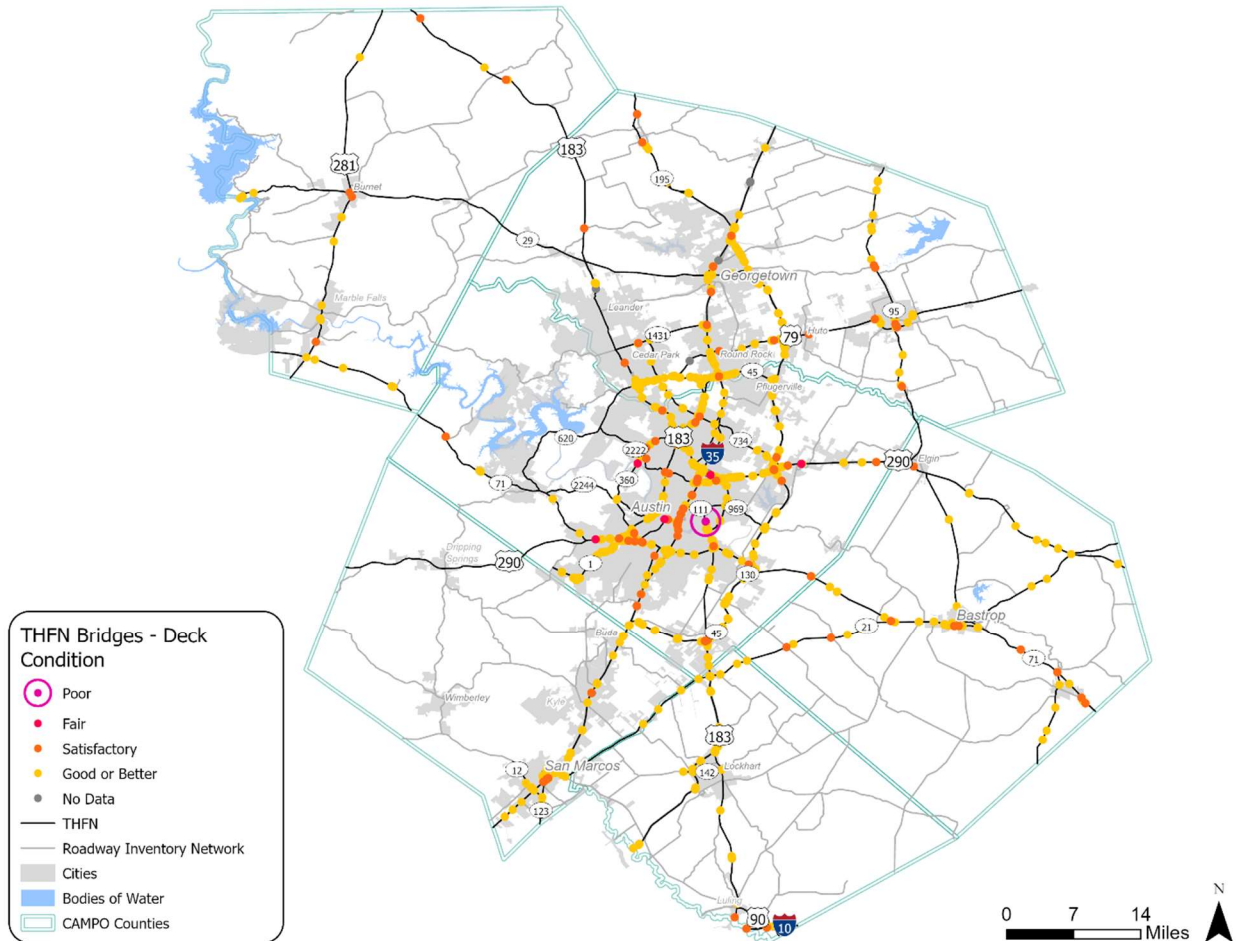 183
281
Burnet
195
29
Georgetown
Leander
95
Marble Falls
1431
79
Huto
Cedar Park
Round Rock
45
Pflugerville
620
183
734
2222
35
290
Elgin
71
2244
360
Austin
111
969
Dripping
Springs
290
1
130
Bastrop
21
Buda
45
71
Wimberley
Kyle
183
San Marcos
12
142
Lockhart
123
Luling
90
10
THFN Bridges - Deck
Condition
Poor
Fair
Satisfactory
Good or Better
No Data
THFN
Roadway Inventory Network
Cities
Bodies of Water
CAMPO Counties
N
0 7 14
Miles